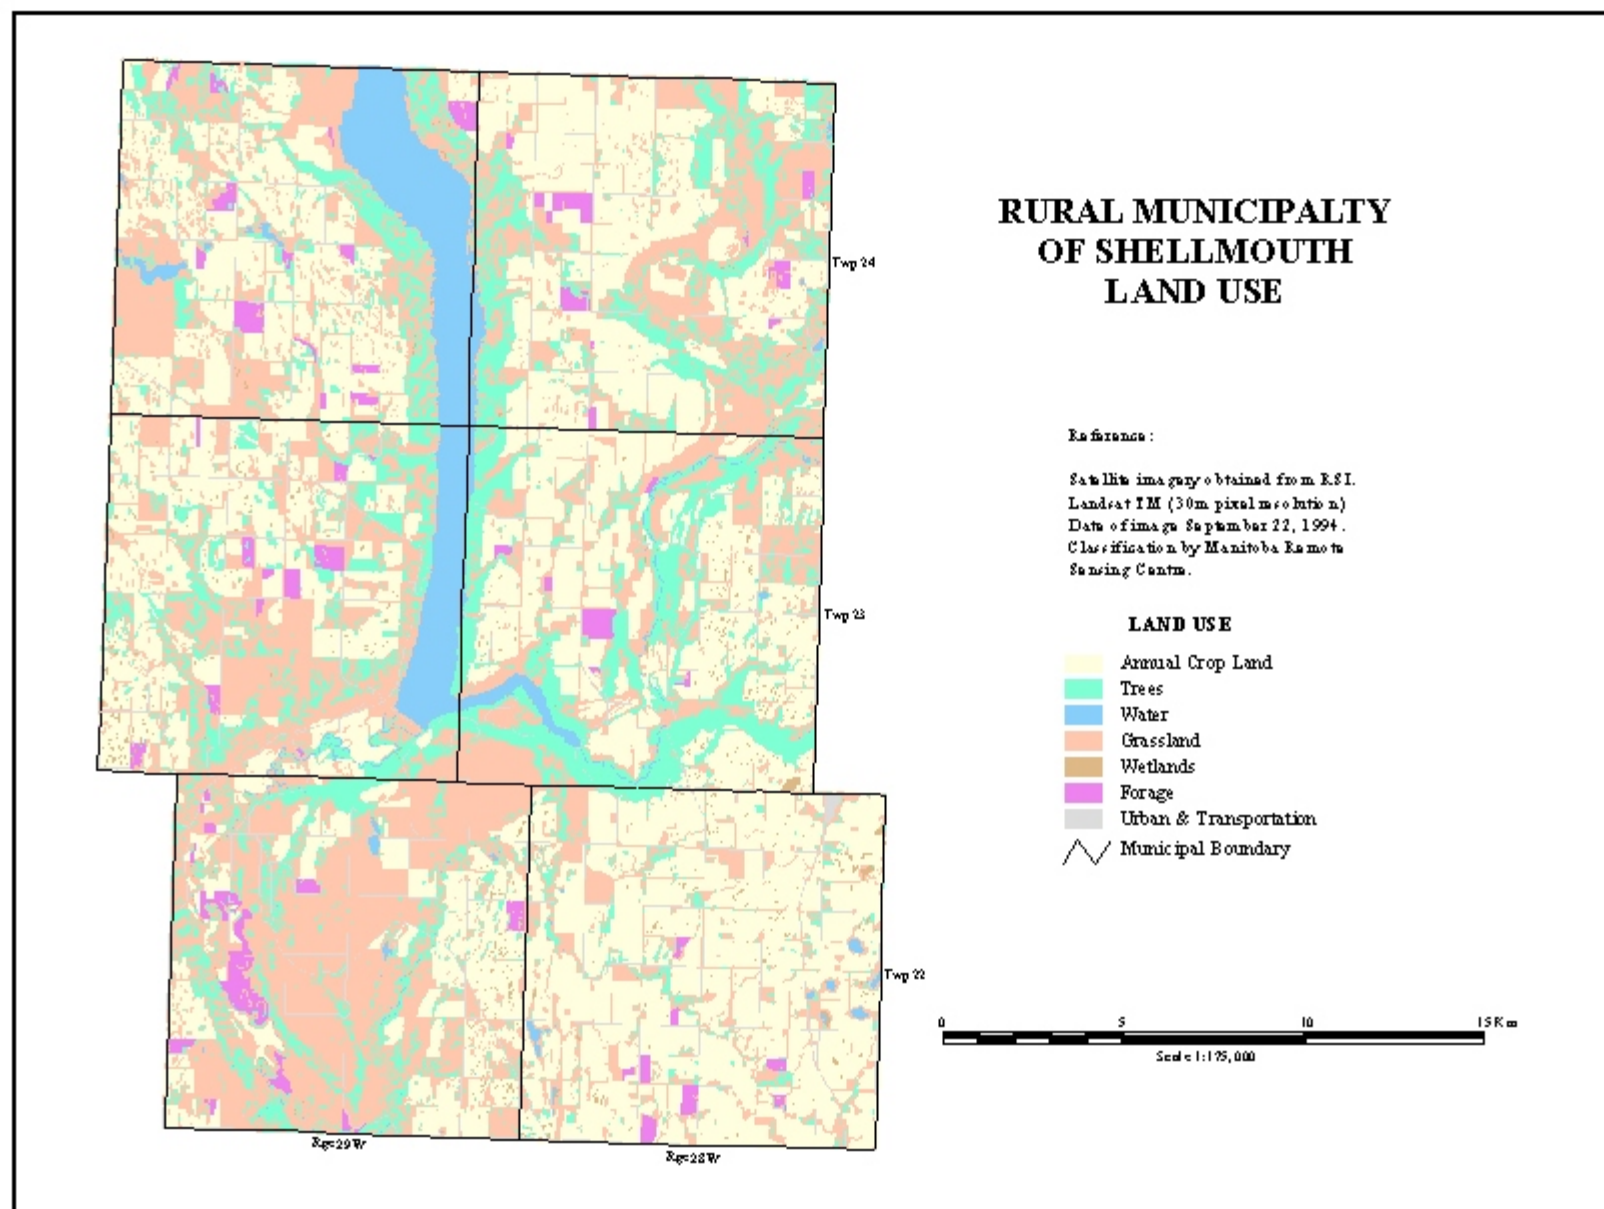 RURAL MUNICIPALTY
OF SHELLMOUTH
LAND USE
Twp 24
Reference:
Satellite imagery obtained from RSI.
Landsat TM (30m pixel resolution)
Date of image September 22, 1994.
Classification by Manitoba Remote
Sensing Centre.
Twp 23
LAND USE
Annual Crop Land
Trees
Water
Grassland
Wetlands
Forage
Urban & Transportation
Municipal Boundary
Twp 22
0 5 10 15 Km
Scale 1:175,000
Rge 29W
Rge 28W